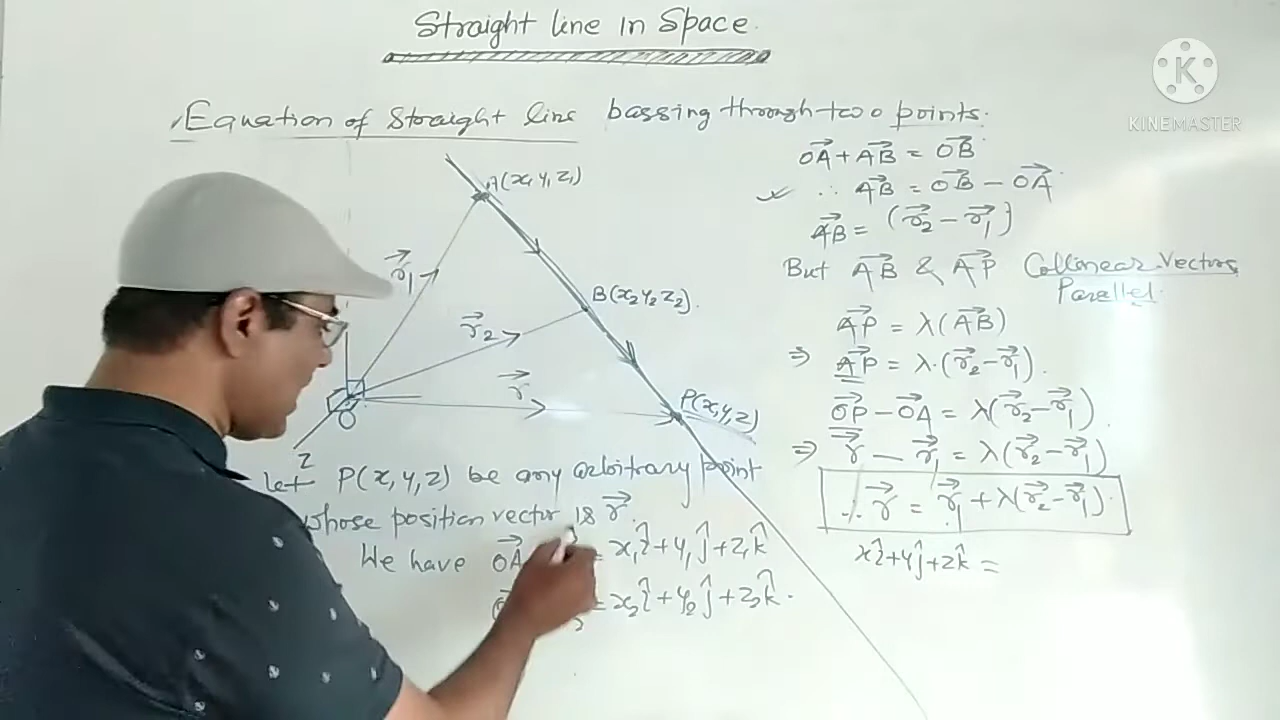 Straight line in Space.
K
KINEMASTER
Equation of straight line bassing through two points.
A(x₁ y₁ z₁)
B(x₂ y₂ z₂).
P(x,y,z)
r⃗₁
r⃗₂
r⃗
O
Z
Let P(x,y,z) be any arbitrary point
whose position vector is r⃗.
We have OA⃗ = x₁î+y₁ĵ+z₁k̂
= x₂î+y₂ĵ+z₂k̂.
OA⃗ + AB⃗ = OB⃗
∴ AB⃗ = OB⃗ − OA⃗
AB⃗ = (r⃗₂ − r⃗₁)
But AB⃗ & AP⃗ Collinear Vectors
Parallel.
AP⃗ = λ(AB⃗)
⇒ AP⃗ = λ.(r⃗₂−r⃗₁).
OP⃗ − OA⃗ = λ(r⃗₂−r⃗₁)
⇒ r⃗ − r⃗₁ = λ(r⃗₂−r⃗₁)
∴ r⃗ = r⃗₁ + λ(r⃗₂−r⃗₁)
xî+yĵ+zk̂ =